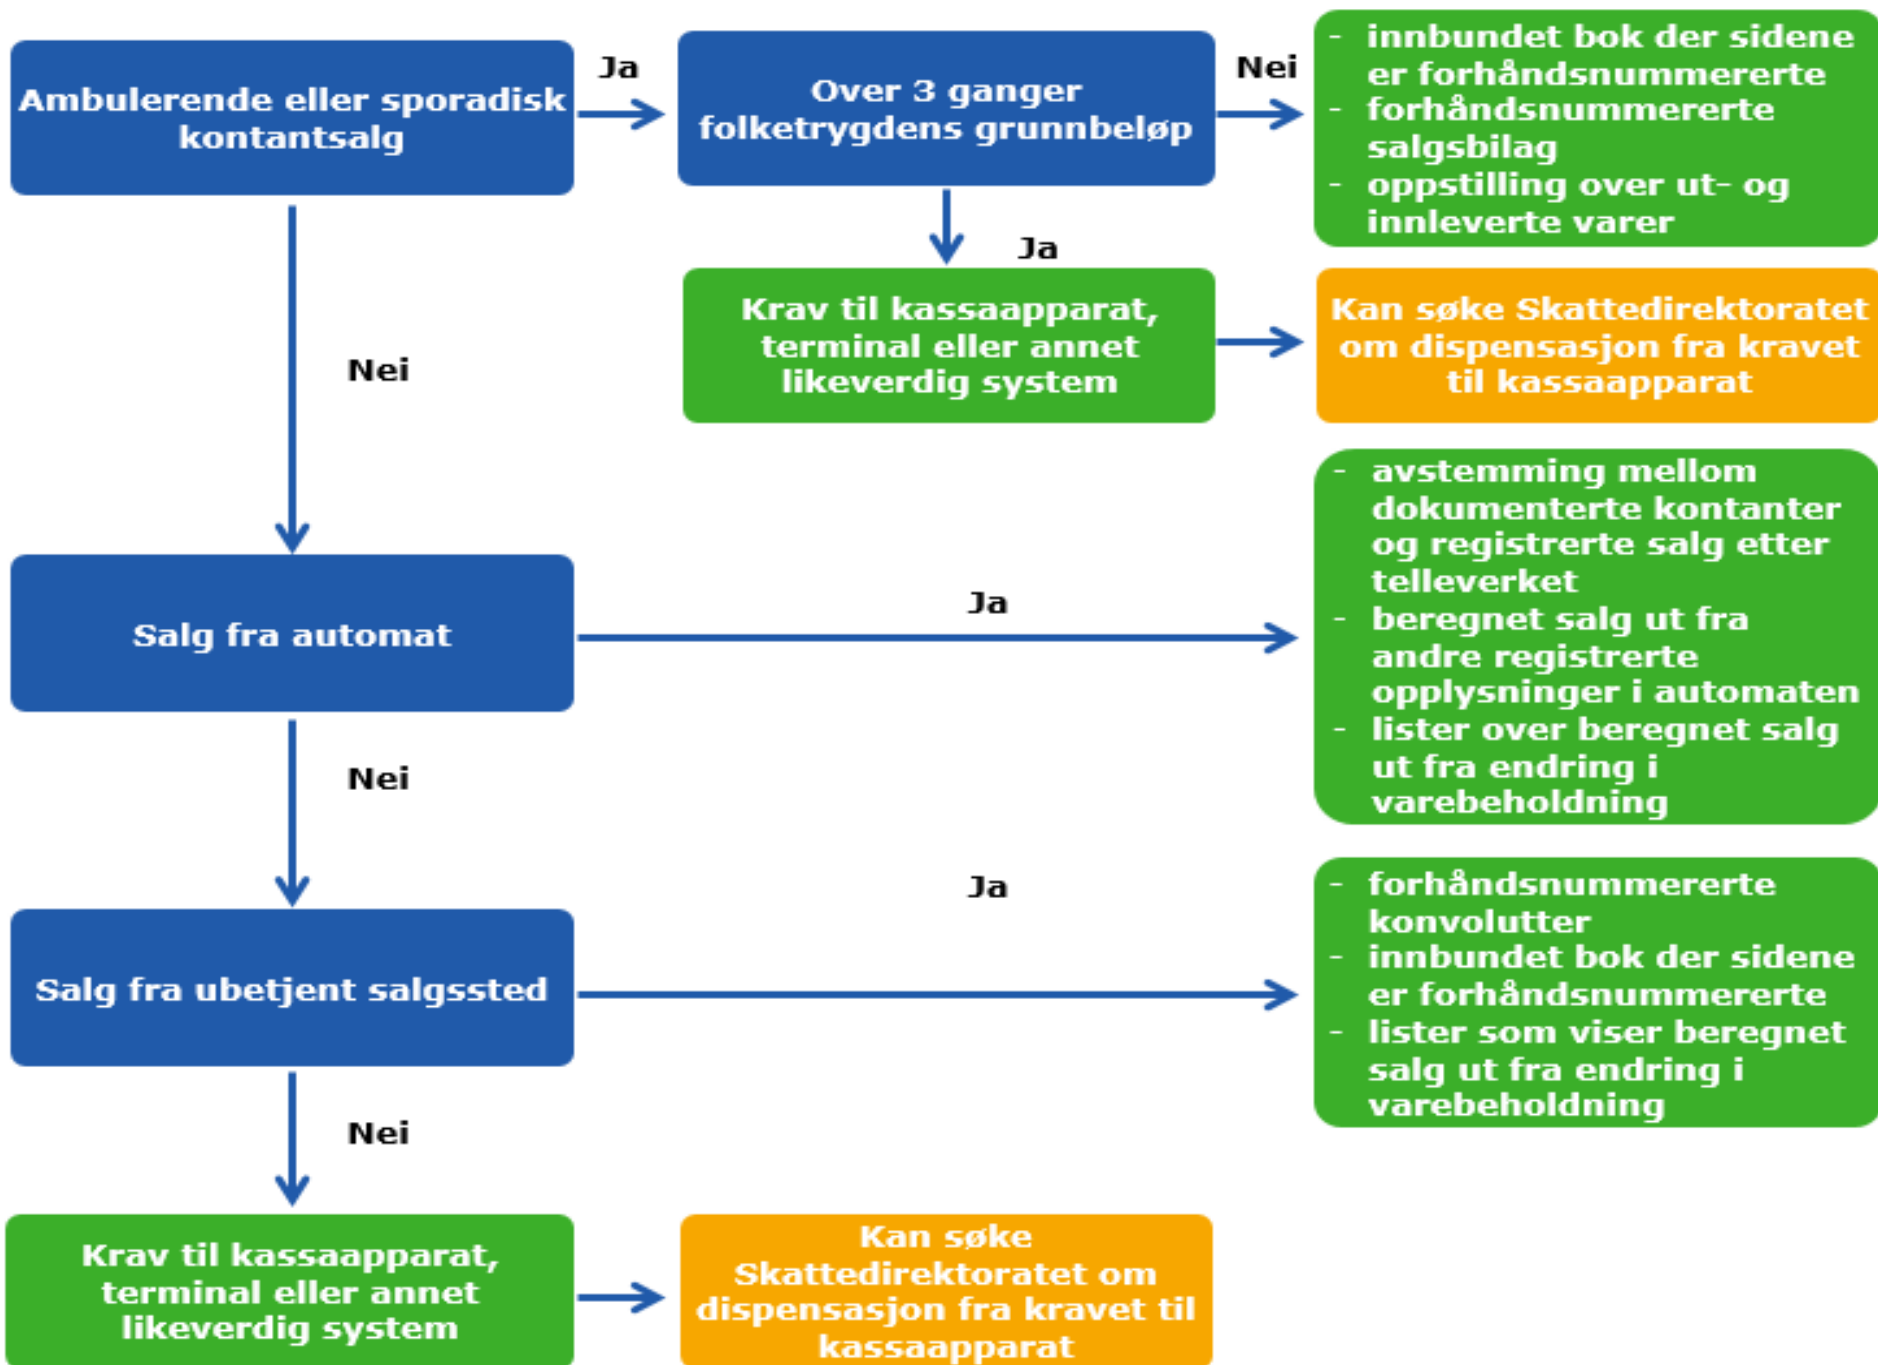 Ambulerende eller sporadisk
kontantsalg
Ja
Over 3 ganger
folketrygdens grunnbeløp
Nei
- innbundet bok der sidene
er forhåndsnummererte
- forhåndsnummererte
salgsbilag
- oppstilling over ut- og
innleverte varer
Ja
Krav til kassaapparat,
terminal eller annet
likeverdig system
Kan søke Skattedirektoratet
om dispensasjon fra kravet
til kassaapparat
Nei
Salg fra automat
Ja
- avstemming mellom
dokumenterte kontanter
og registrerte salg etter
telleverket
- beregnet salg ut fra
andre registrerte
opplysninger i automaten
- lister over beregnet salg
ut fra endring i
varebeholdning
Nei
Salg fra ubetjent salgssted
Ja
- forhåndsnummererte
konvolutter
- innbundet bok der sidene
er forhåndsnummererte
- lister som viser beregnet
salg ut fra endring i
varebeholdning
Nei
Krav til kassaapparat,
terminal eller annet
likeverdig system
Kan søke
Skattedirektoratet om
dispensasjon fra kravet til
kassaapparat